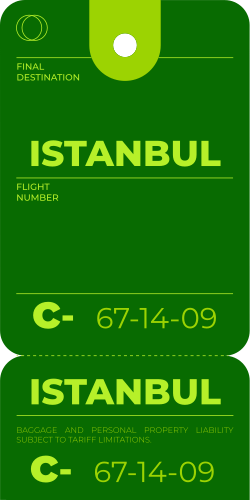 FINAL
DESTINATION
ISTANBUL
FLIGHT
NUMBER
C- 67-14-09
ISTANBUL
BAGGAGE AND PERSONAL PROPERTY LIABILITY
SUBJECT TO TARIFF LIMITATIONS.
C- 67-14-09